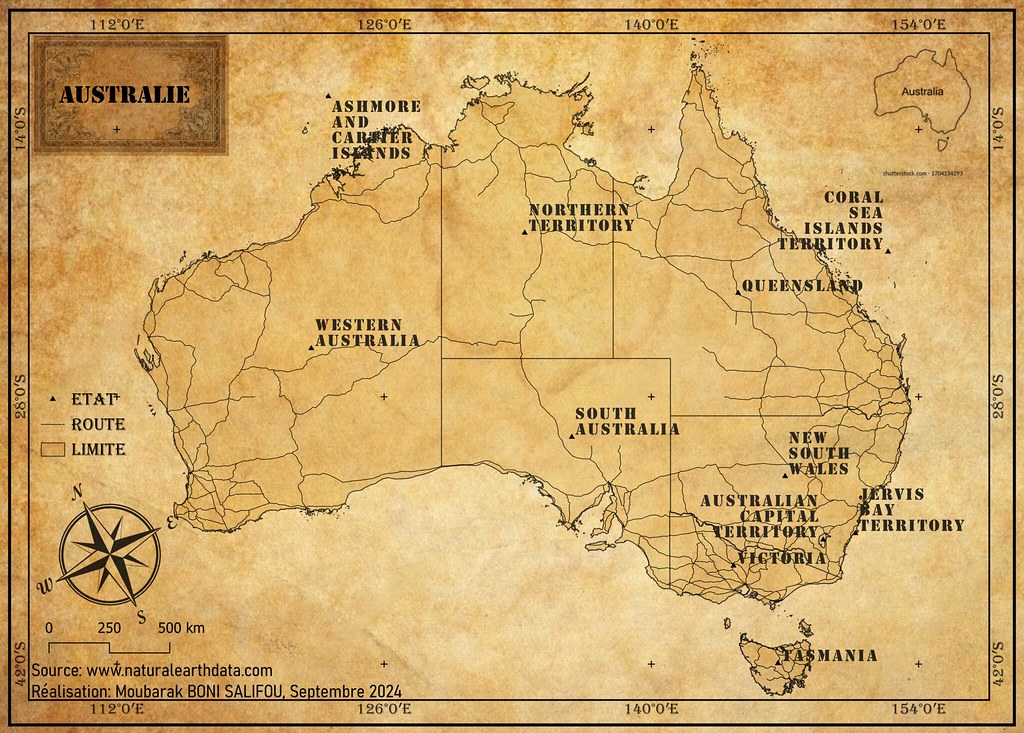 112°0'E 126°0'E 140°0'E 154°0'E
AUSTRALIE
Australia
shutterstock.com · 1704134293
14°0'S
14°0'S
ASHMORE
AND
CARTIER
ISLANDS
CORAL
SEA
ISLANDS
TERRITORY
NORTHERN
TERRITORY
QUEENSLAND
WESTERN
AUSTRALIA
28°0'S
28°0'S
ETAT
ROUTE
LIMITE
SOUTH
AUSTRALIA
NEW
SOUTH
WALES
AUSTRALIAN
CAPITAL
TERRITORY
JERVIS
BAY
TERRITORY
VICTORIA
TASMANIA
N
E
W
S
0 250 500 km
42°0'S
42°0'S
Source: www.naturalearthdata.com
Réalisation: Moubarak BONI SALIFOU, Septembre 2024
112°0'E 126°0'E 140°0'E 154°0'E